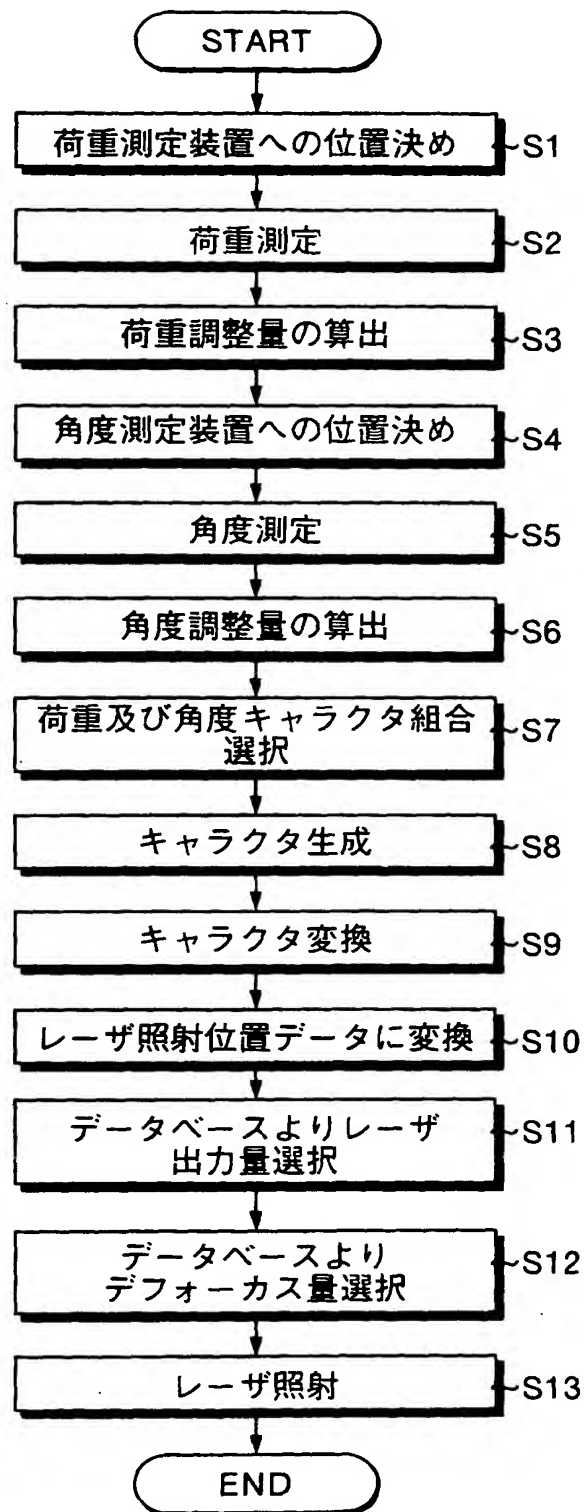 START
荷重測定装置への位置決め
S1
荷重測定
S2
荷重調整量の算出
S3
角度測定装置への位置決め
S4
角度測定
S5
角度調整量の算出
S6
荷重及び角度キャラクタ組合
選択
S7
キャラクタ生成
S8
キャラクタ変換
S9
レーザ照射位置データに変換
S10
データベースよりレーザ
出力量選択
S11
データベースより
デフォーカス量選択
S12
レーザ照射
S13
END